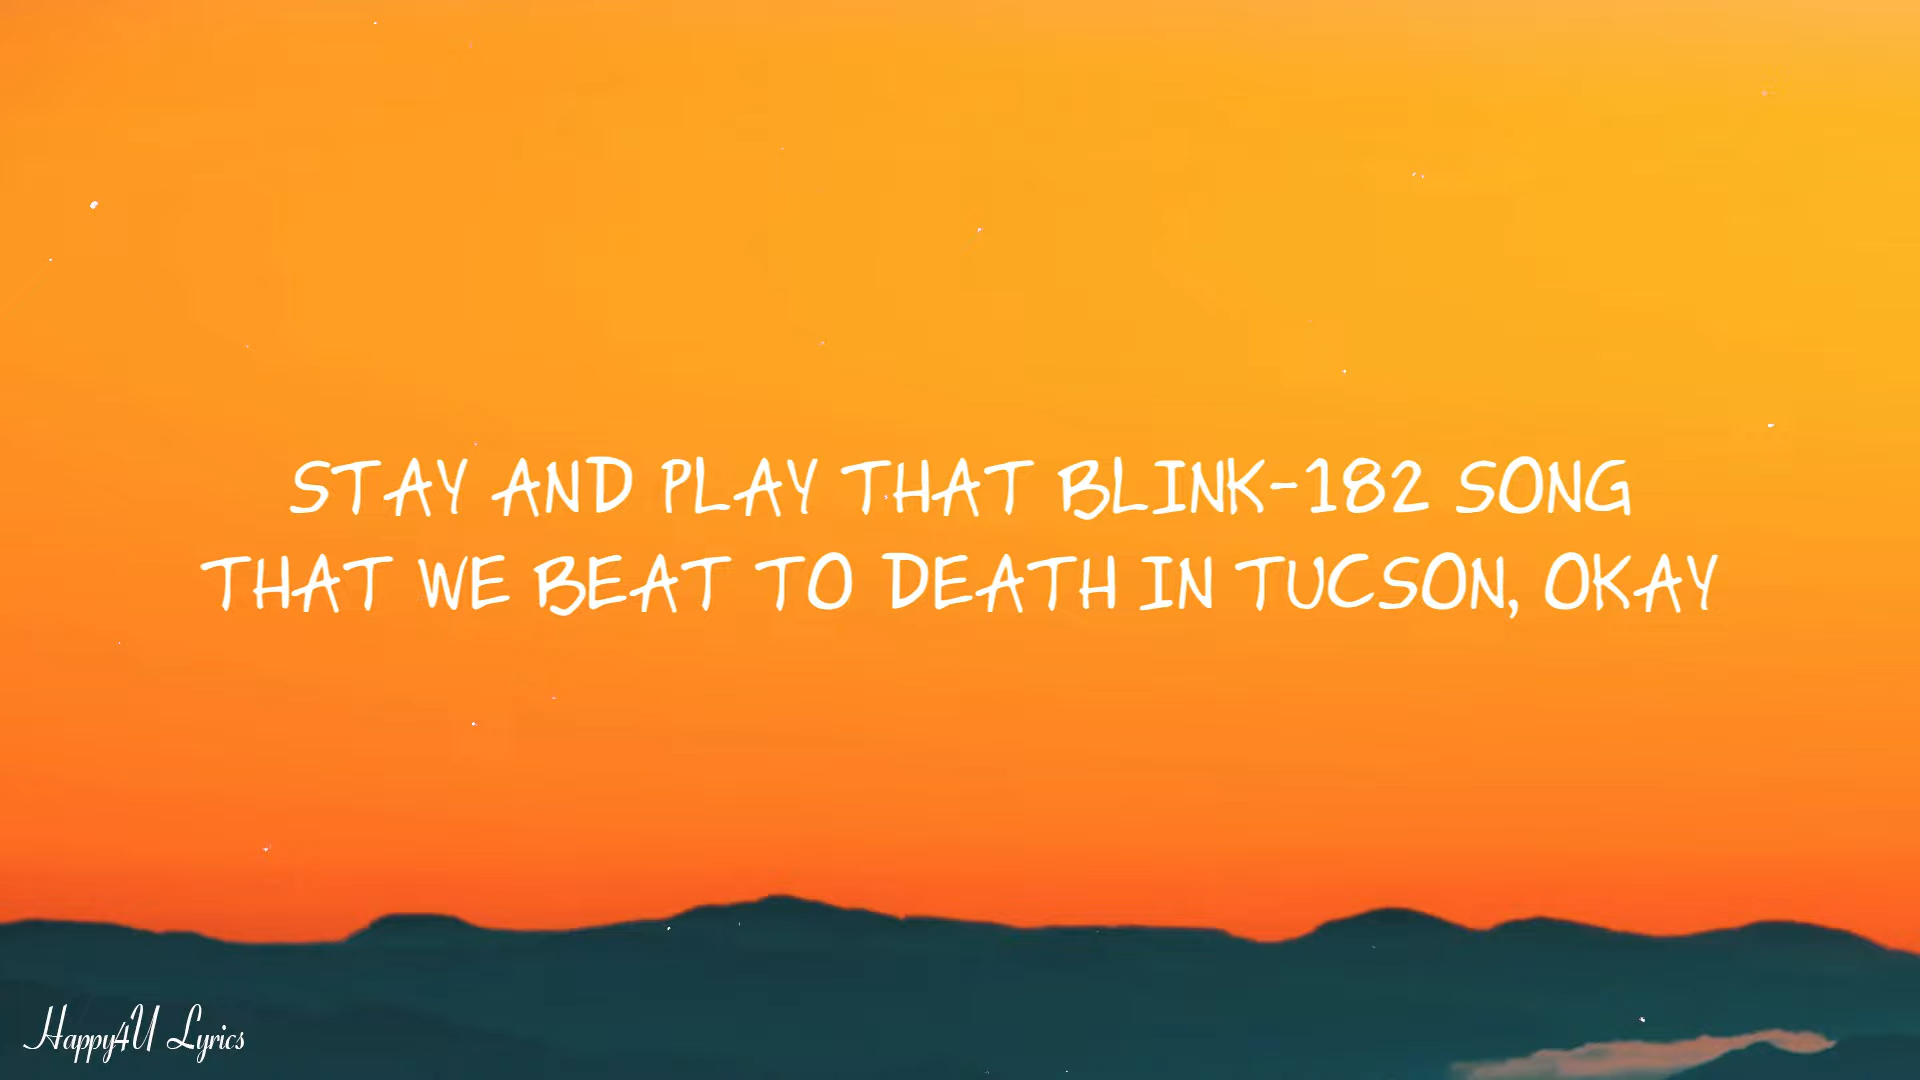 STAY AND PLAY THAT BLINK-182 SONG
THAT WE BEAT TO DEATH IN TUCSON, OKAY
Happy4U Lyrics